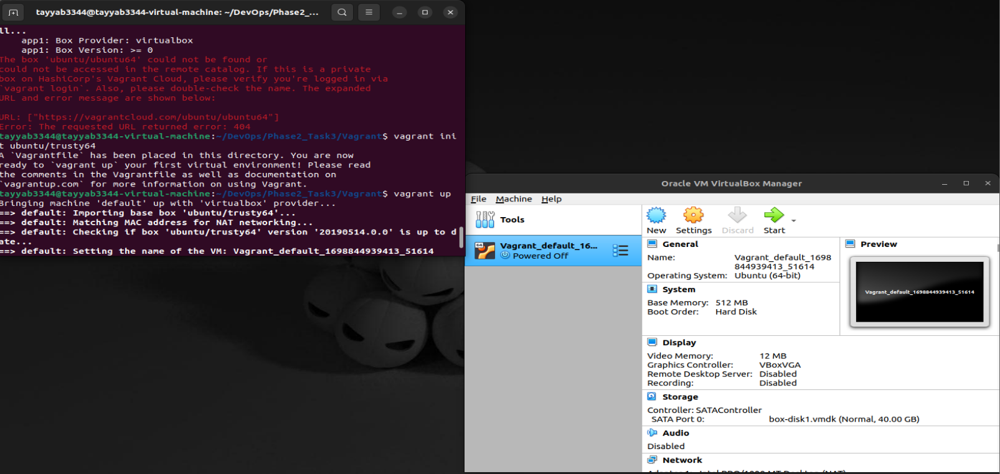 tayyab3344@tayyab3344-virtual-machine: ~/DevOps/Phase2_...
ll...
app1: Box Provider: virtualbox
app1: Box Version: >= 0
The box 'ubuntu/ubuntu64' could not be found or
could not be accessed in the remote catalog. If this is a private
box on HashiCorp's Vagrant Cloud, please verify you're logged in via
`vagrant login`. Also, please double-check the name. The expanded
URL and error message are shown below:
URL: ["https://vagrantcloud.com/ubuntu/ubuntu64"]
Error: The requested URL returned error: 404
tayyab3344@tayyab3344-virtual-machine:~/DevOps/Phase2_Task3/Vagrant$ vagrant ini
t ubuntu/trusty64
A `Vagrantfile` has been placed in this directory. You are now
ready to `vagrant up` your first virtual environment! Please read
the comments in the Vagrantfile as well as documentation on
`vagrantup.com` for more information on using Vagrant.
tayyab3344@tayyab3344-virtual-machine:~/DevOps/Phase2_Task3/Vagrant$ vagrant up
Bringing machine 'default' up with 'virtualbox' provider...
==> default: Importing base box 'ubuntu/trusty64'...
==> default: Matching MAC address for NAT networking...
==> default: Checking if box 'ubuntu/trusty64' version '20190514.0.0' is up to d
ate...
==> default: Setting the name of the VM: Vagrant_default_1698844939413_51614
Oracle VM VirtualBox Manager
File Machine Help
Tools
New Settings Discard Start
64
Vagrant_default_16...
Powered Off
General
Name: Vagrant_default_1698
844939413_51614
Operating System: Ubuntu (64-bit)
System
Base Memory: 512 MB
Boot Order: Hard Disk
Preview
Vagrant_default_1698844939413_51614
Display
Video Memory: 12 MB
Graphics Controller: VBoxVGA
Remote Desktop Server: Disabled
Recording: Disabled
Storage
Controller: SATAController
SATA Port 0: box-disk1.vmdk (Normal, 40.00 GB)
Audio
Disabled
Network
Adapter 1: Intel PRO/1000 MT Desktop (NAT)